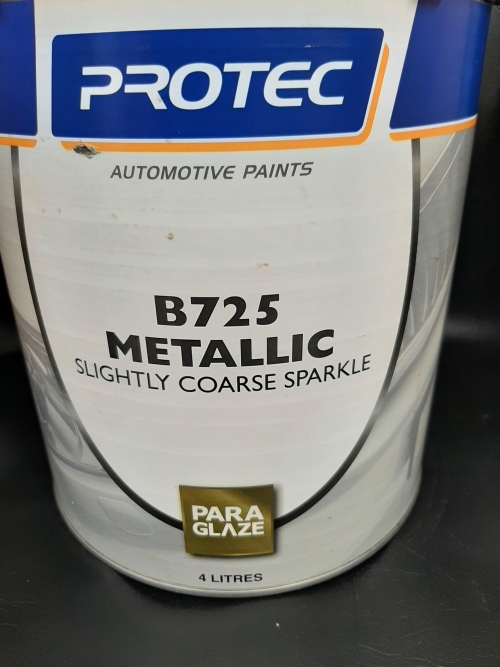 PROTEC
AUTOMOTIVE PAINTS
B725
METALLIC
SLIGHTLY COARSE SPARKLE
PARA
GLAZE
4 LITRES